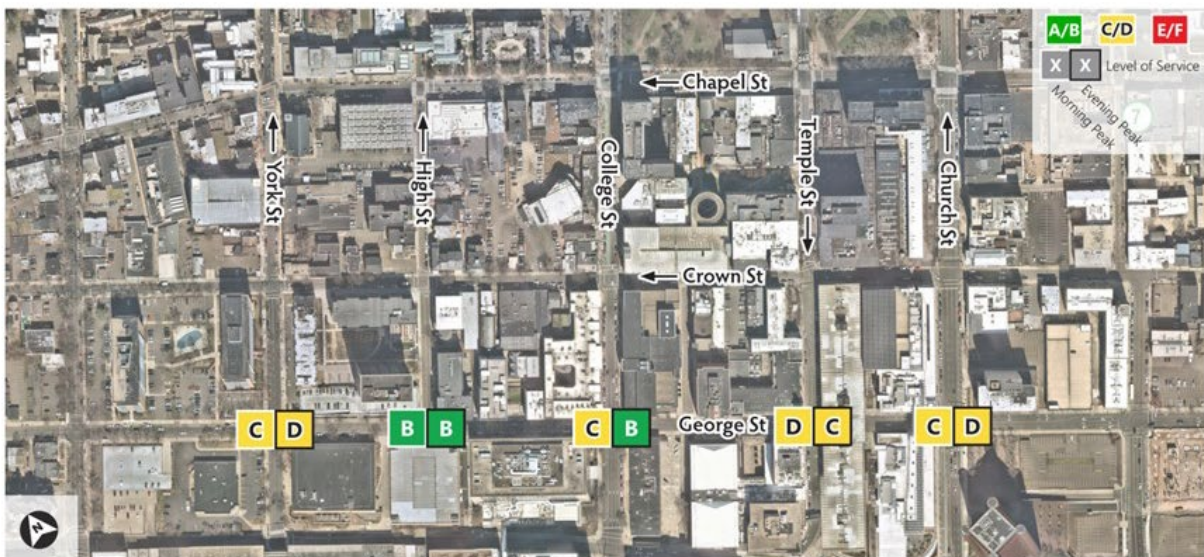 A/B C/D E/F
X X Level of Service
Evening Peak
Morning Peak
7
Chapel St
York St
High St
College St
Temple St
Church St
Crown St
C D
B B
C B
George St
D C
C D
N